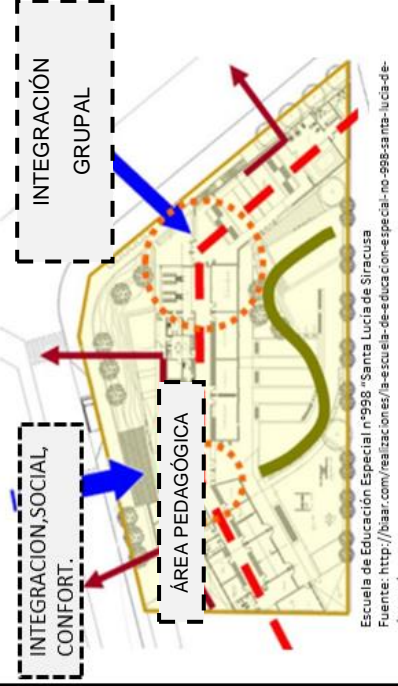 INTEGRACIÓN
GRUPAL
INTEGRACION,SOCIAL,
CONFORT.
ÁREA PEDAGÓGICA
Escuela de Educación Especial n°998 "Santa Lucía de Siracusa
Fuente: http://biaar.com/realizaciones/la-escuela-de-educacion-especial-no-998-santa-lucia-de-